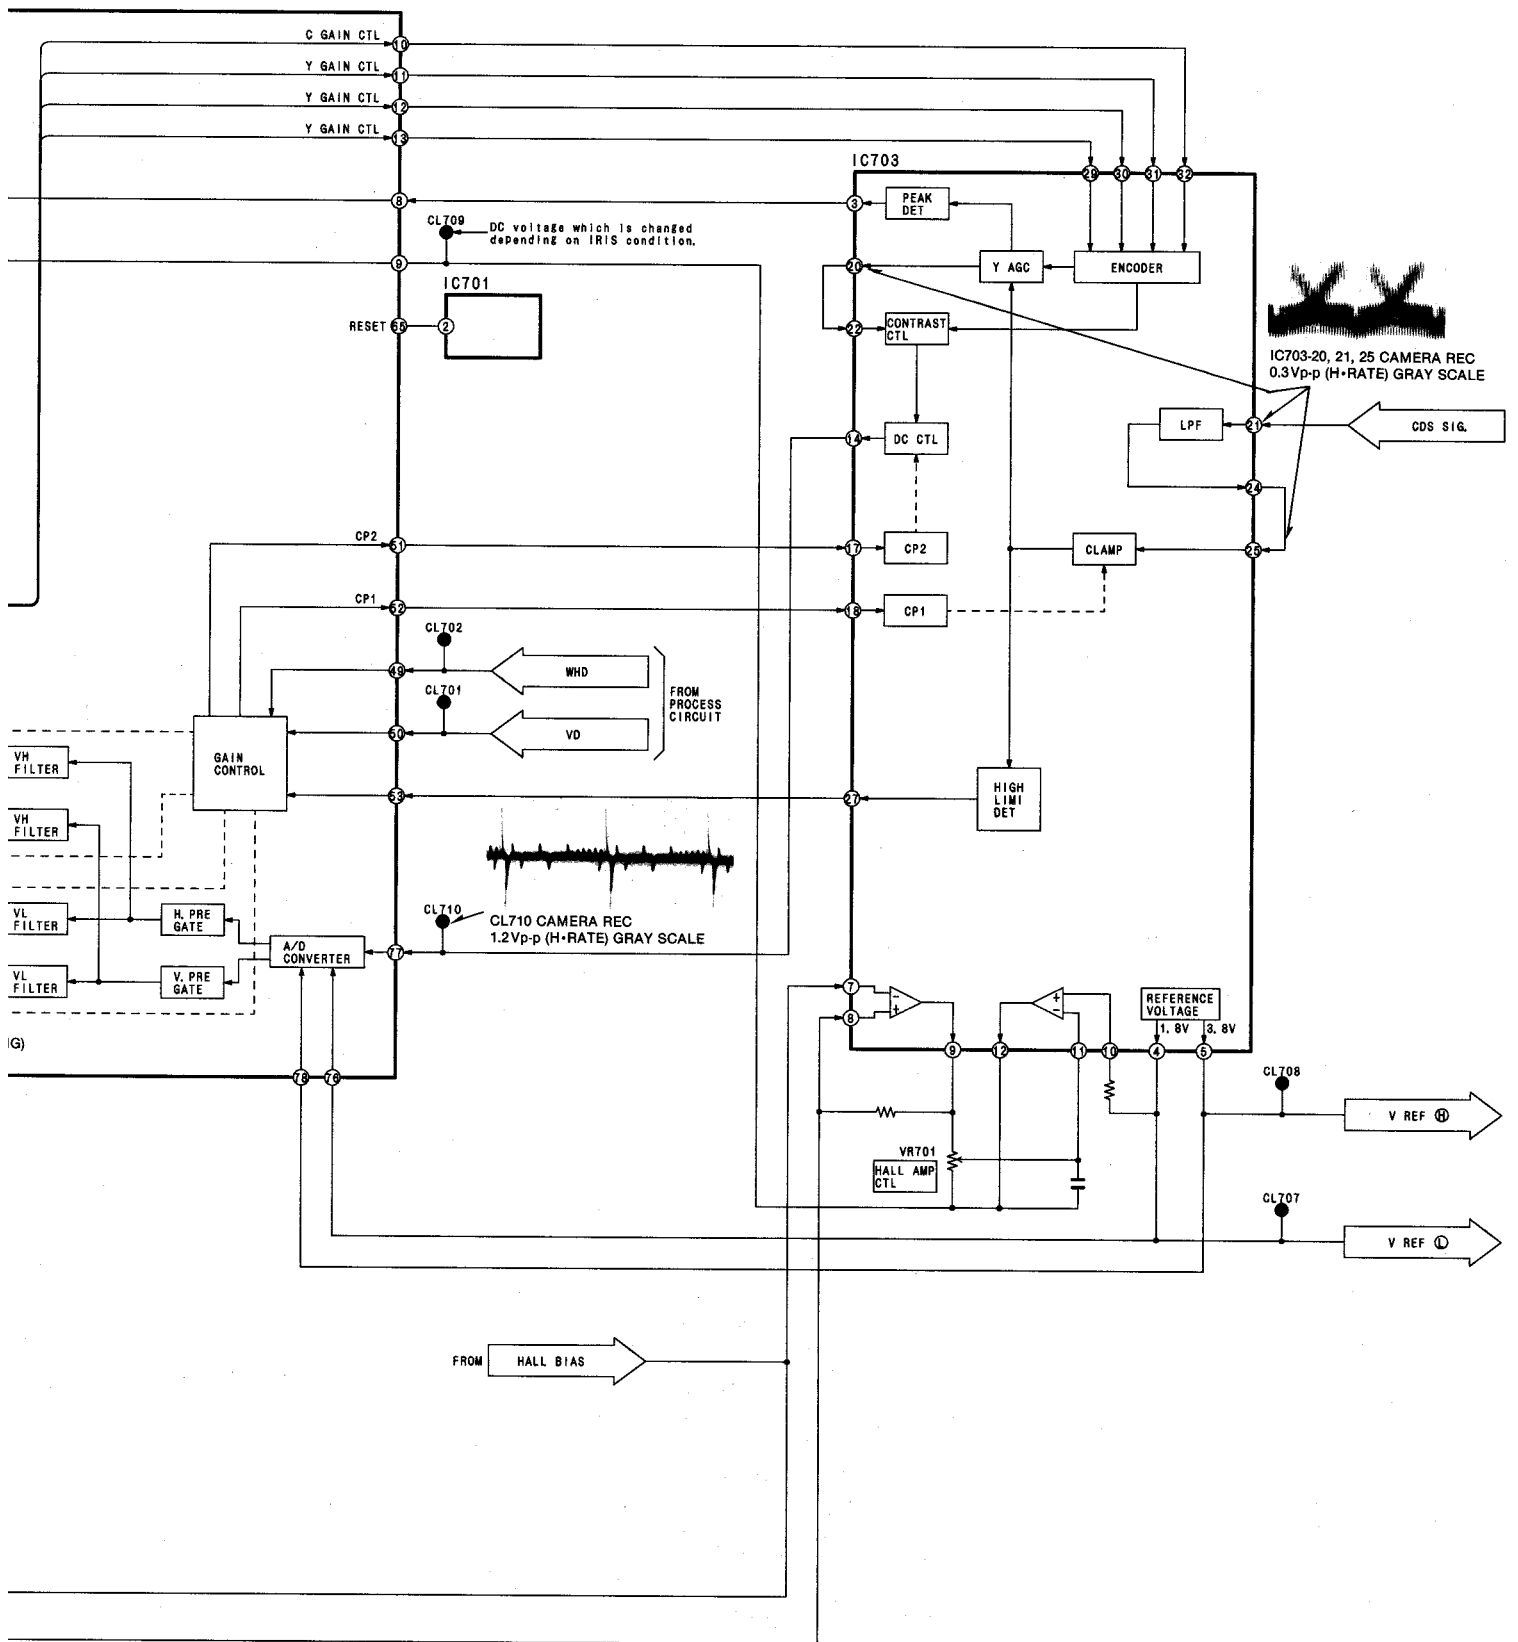 C GAIN CTL
10
Y GAIN CTL
11
Y GAIN CTL
12
Y GAIN CTL
13
IC703
29
30
31
32
8
3
PEAK
DET
CL709
DC voltage which is changed
depending on IRIS condition.
9
20
Y AGC
ENCODER
IC701
RESET
65
2
22
CONTRAST
CTL
IC703-20, 21, 25 CAMERA REC
0.3Vp-p (H•RATE) GRAY SCALE
14
DC CTL
LPF
21
CDS SIG.
24
CP2
51
17
CP2
CLAMP
25
CP1
52
18
CP1
CL702
49
WHD
CL701
50
VD
FROM
PROCESS
CIRCUIT
VH
FILTER
GAIN
CONTROL
53
27
HIGH
LIMI
DET
VH
FILTER
VL
FILTER
H. PRE
GATE
A/D
CONVERTER
CL710
CL710 CAMERA REC
1.2Vp-p (H•RATE) GRAY SCALE
77
VL
FILTER
V. PRE
GATE
7
-
+
8
+
-
REFERENCE
VOLTAGE
1.8V
3.8V
IG)
78
76
9
12
11
10
4
5
CL708
V REF H
VR701
HALL AMP
CTL
CL707
V REF L
FROM
HALL BIAS